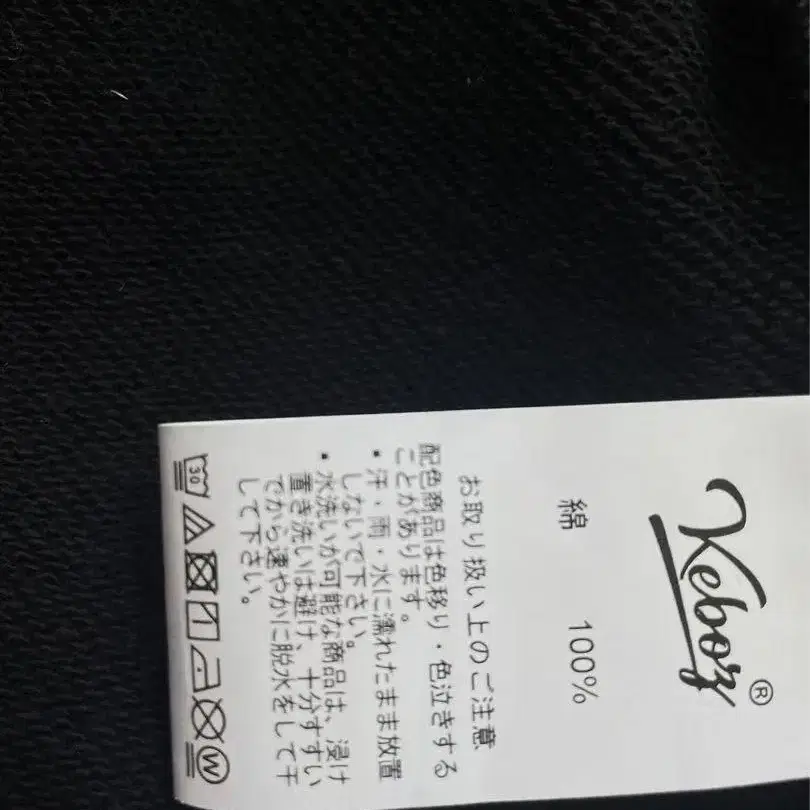 Keboz®
綿 100%
お取り扱い上のご注意
配色商品は色移り・色泣きする
ことがあります。
・汗・雨・水に濡れたまま放置
しないで下さい。
・水洗いが可能な商品は、浸け
置き洗いは避け、十分すすい
でから速やかに脱水をして干
して下さい。
30
W